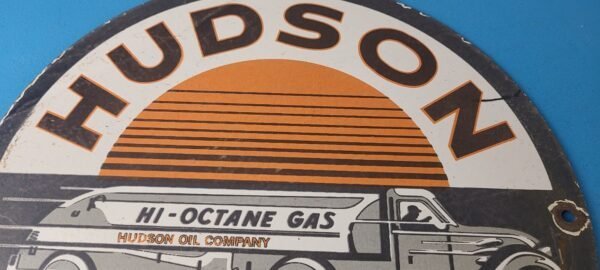 HUDSON
HI-OCTANE GAS
HUDSON OIL COMPANY